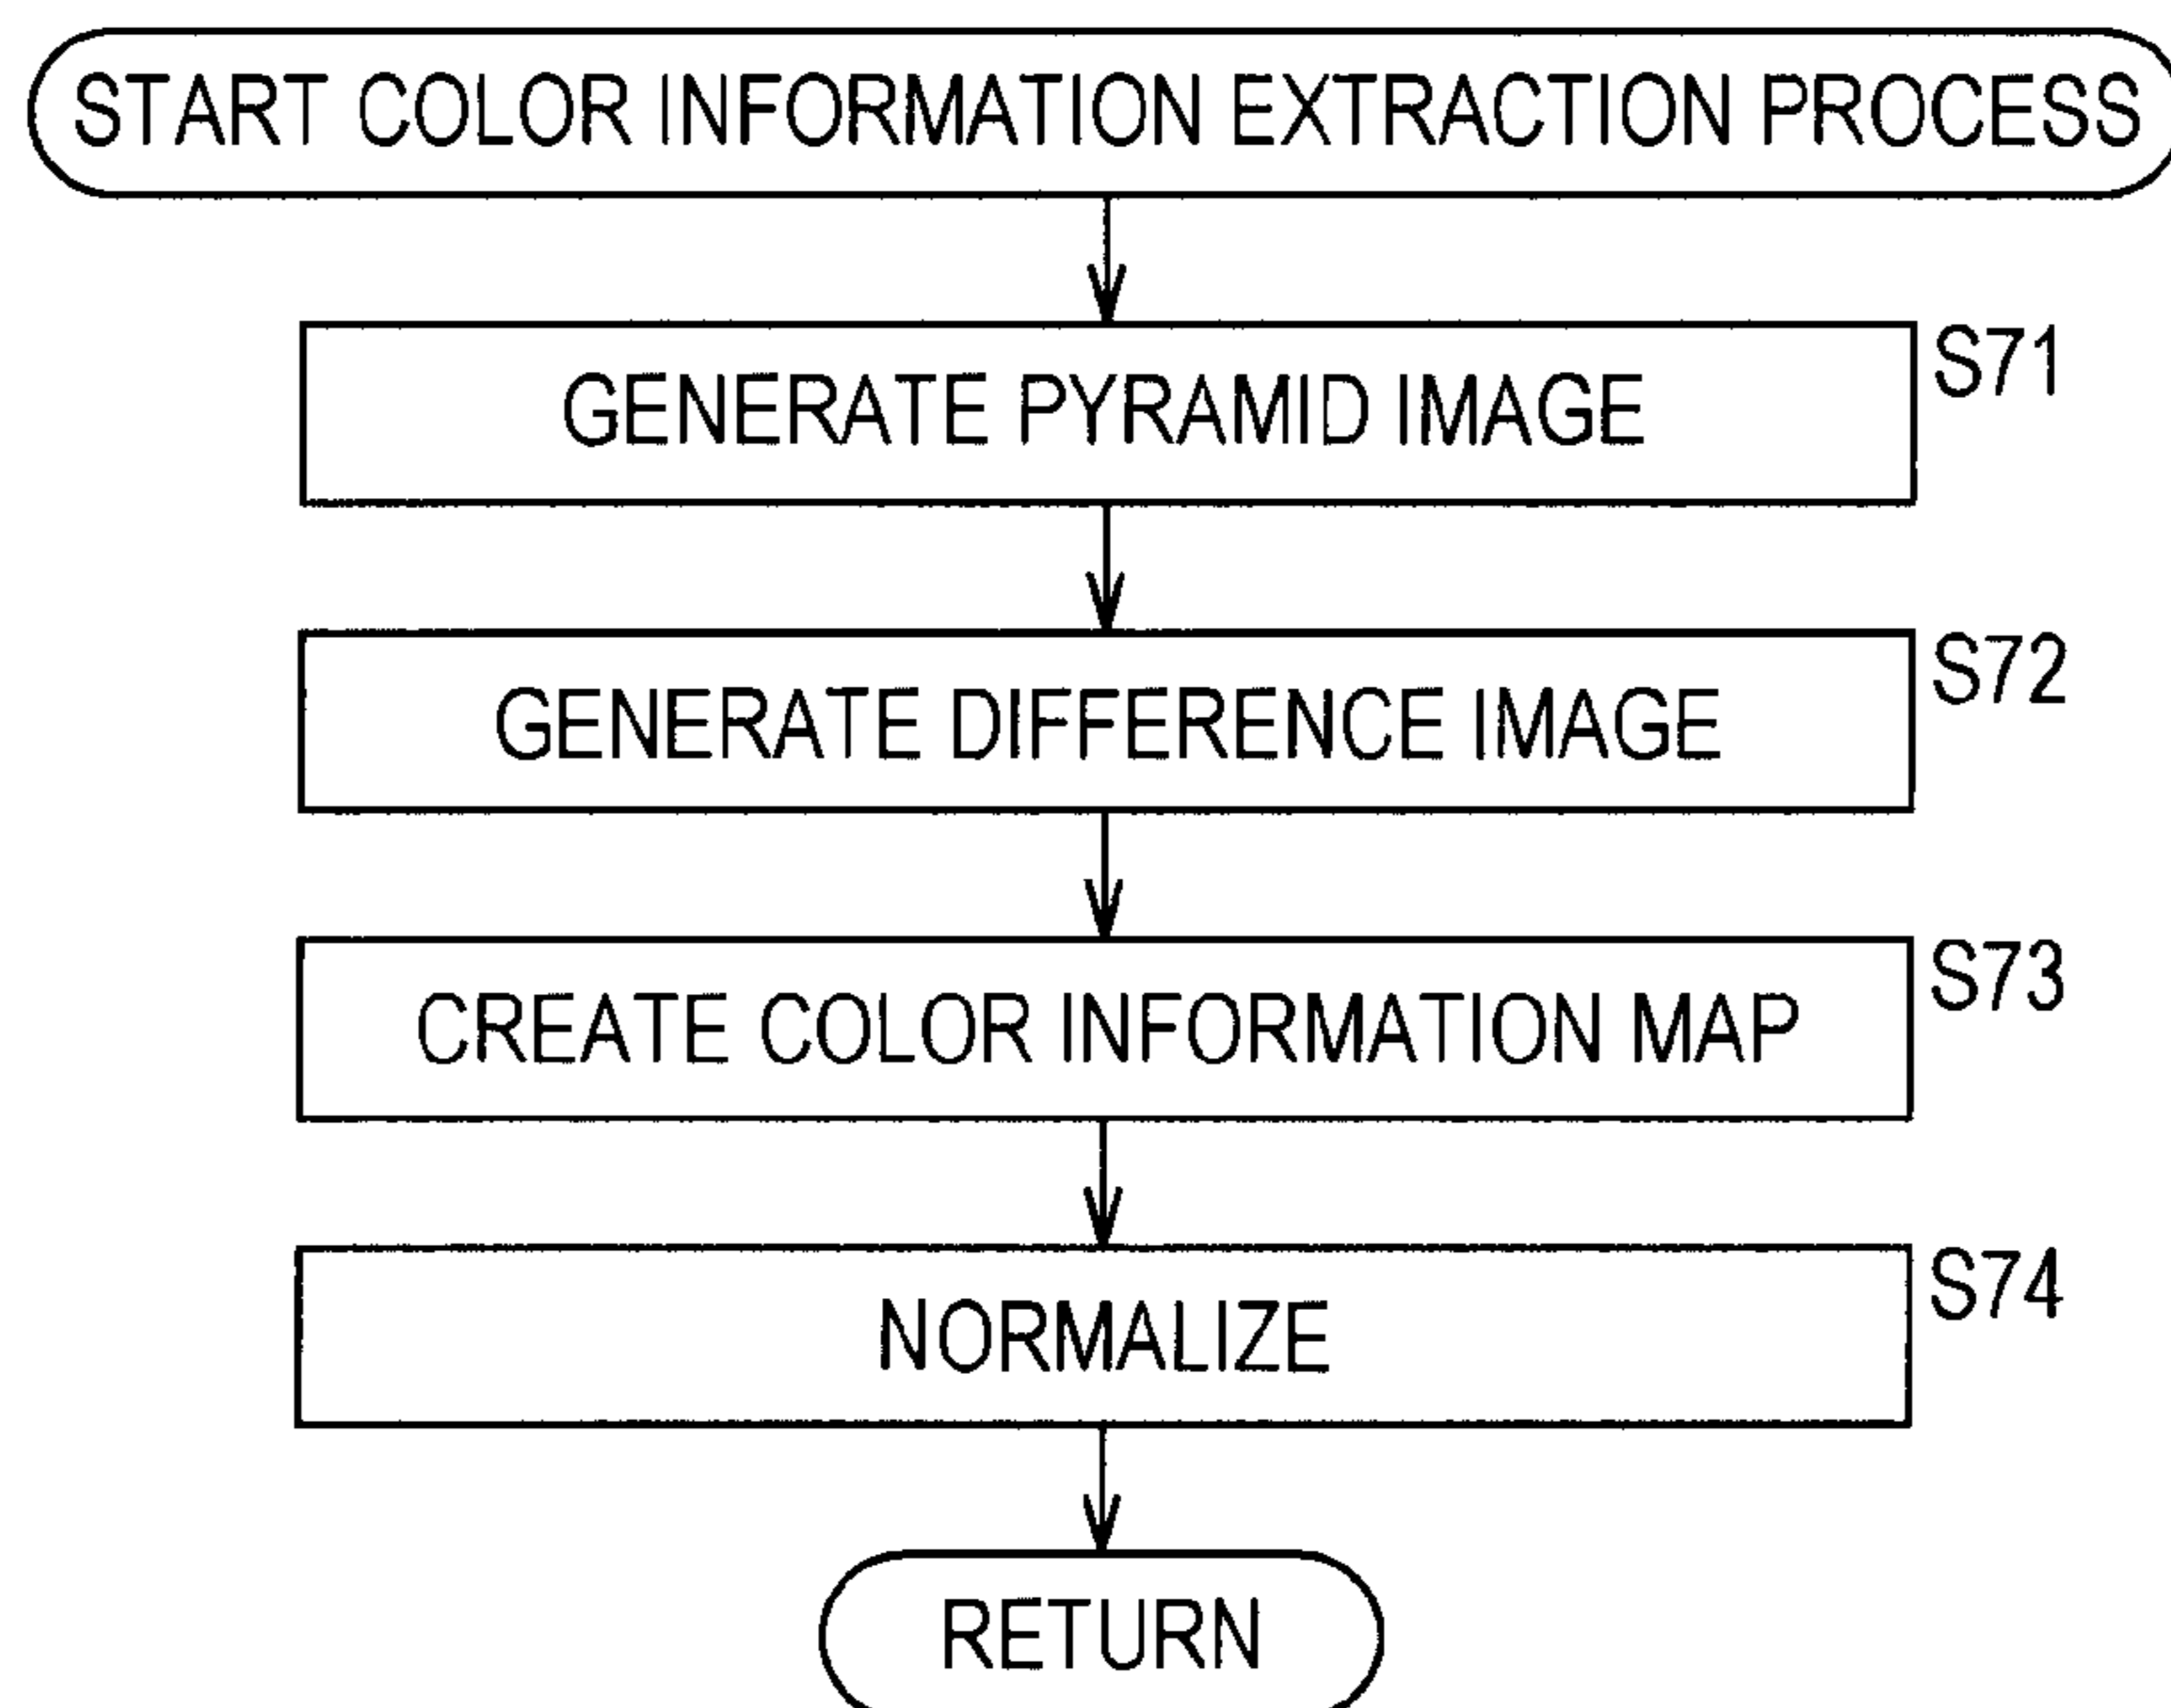 START COLOR INFORMATION EXTRACTION PROCESS
GENERATE PYRAMID IMAGE
S71
GENERATE DIFFERENCE IMAGE
S72
CREATE COLOR INFORMATION MAP
S73
NORMALIZE
S74
RETURN